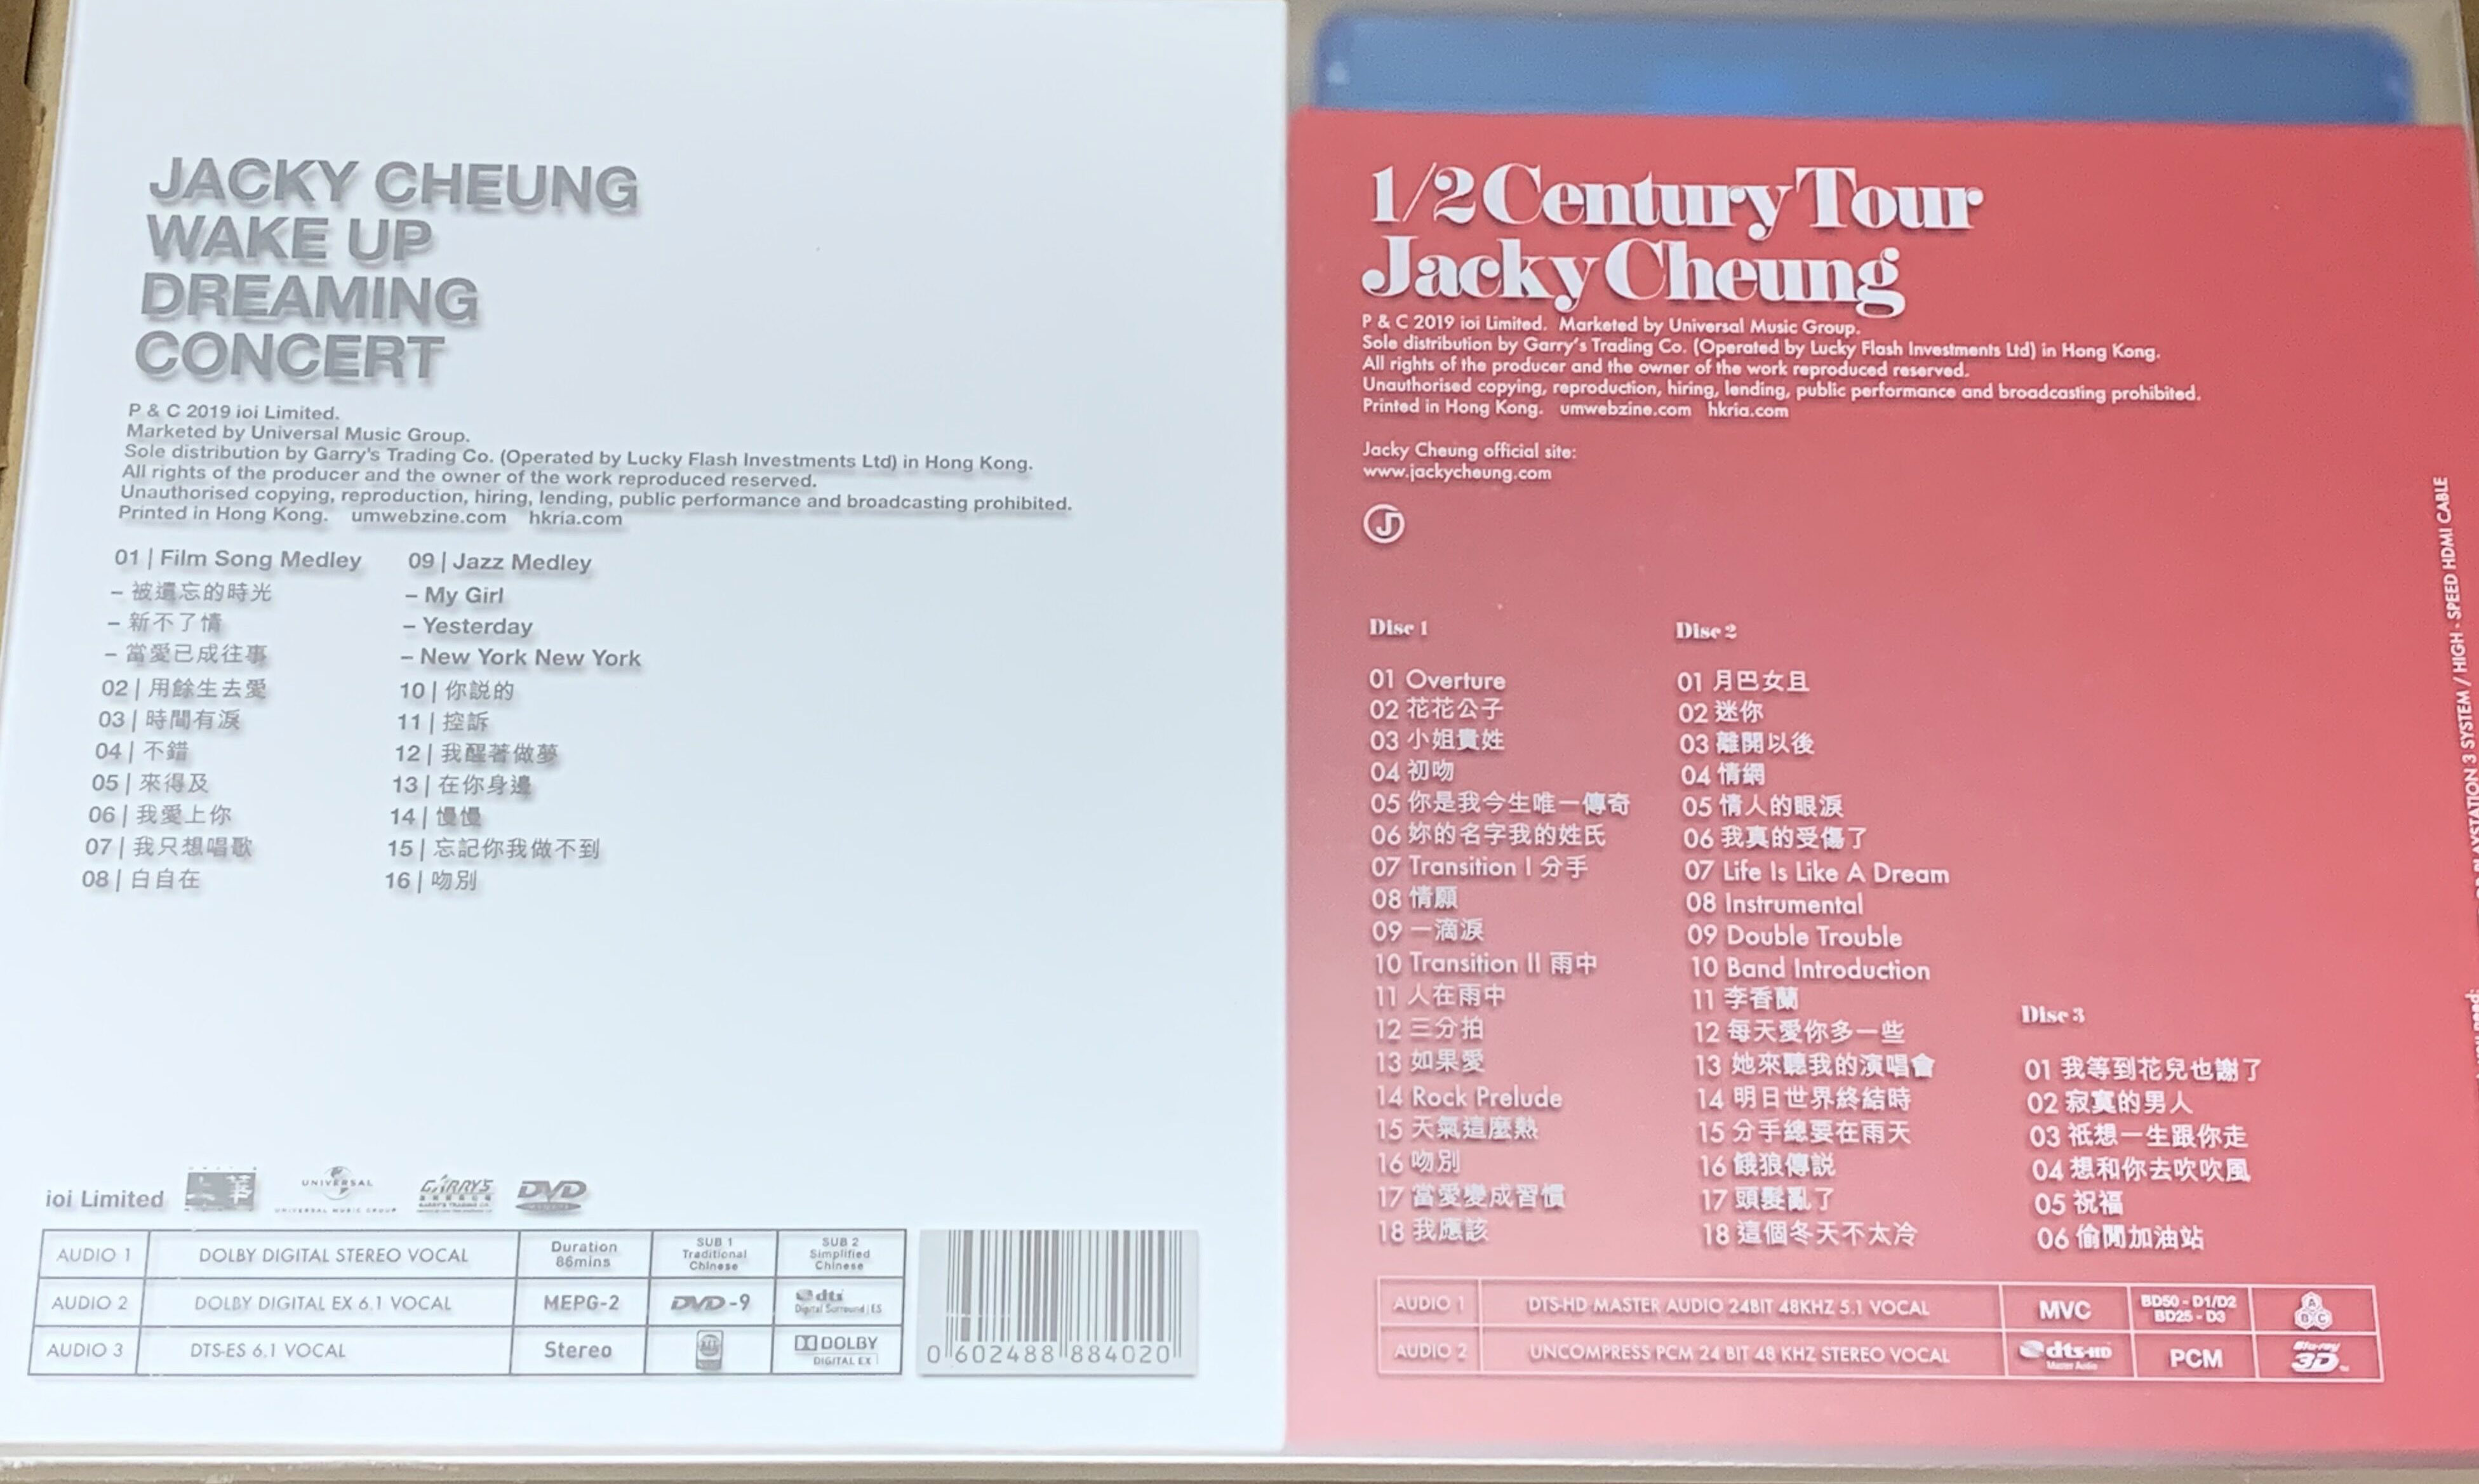 JACKY CHEUNG
WAKE UP
DREAMING
CONCERT
P & C 2019 ioi Limited.
Marketed by Universal Music Group.
Sole distribution by Garry's Trading Co. (Operated by Lucky Flash Investments Ltd) in Hong Kong.
All rights of the producer and the owner of the work reproduced reserved.
Unauthorised copying, reproduction, hiring, lending, public performance and broadcasting prohibited.
Printed in Hong Kong. umwebzine.com hkria.com
01 | Film Song Medley
– 被遺忘的時光
– 新不了情
– 當愛已成往事
02 | 用餘生去愛
03 | 時間有淚
04 | 不錯
05 | 來得及
06 | 我愛上你
07 | 我只想唱歌
08 | 白自在
09 | Jazz Medley
– My Girl
– Yesterday
– New York New York
10 | 你説的
11 | 控訴
12 | 我醒著做夢
13 | 在你身邊
14 | 慢慢
15 | 忘記你我做不到
16 | 吻別
ioi Limited
UNIVERSAL
UNIVERSAL MUSIC GROUP
GARRYS
DVD
AUDIO 1 DOLBY DIGITAL STEREO VOCAL Duration 86mins SUB 1 Traditional Chinese SUB 2 Simplified Chinese
AUDIO 2 DOLBY DIGITAL EX 6.1 VOCAL MEPG-2 DVD-9 dts Digital Surround | ES
AUDIO 3 DTS-ES 6.1 VOCAL Stereo ALL DOLBY DIGITAL EX
0 602488 884020
1/2 Century Tour
Jacky Cheung
P & C 2019 ioi Limited. Marketed by Universal Music Group.
Sole distribution by Garry's Trading Co. (Operated by Lucky Flash Investments Ltd) in Hong Kong.
All rights of the producer and the owner of the work reproduced reserved.
Unauthorised copying, reproduction, hiring, lending, public performance and broadcasting prohibited.
Printed in Hong Kong. umwebzine.com hkria.com
Jacky Cheung official site:
www.jackycheung.com
Disc 1
01 Overture
02 花花公子
03 小姐貴姓
04 初吻
05 你是我今生唯一傳奇
06 妳的名字我的姓氏
07 Transition I 分手
08 情願
09 一滴淚
10 Transition II 雨中
11 人在雨中
12 三分拍
13 如果愛
14 Rock Prelude
15 天氣這麼熱
16 吻別
17 當愛變成習慣
18 我應該
Disc 2
01 月巴女且
02 迷你
03 離開以後
04 情網
05 情人的眼淚
06 我真的受傷了
07 Life Is Like A Dream
08 Instrumental
09 Double Trouble
10 Band Introduction
11 李香蘭
12 每天愛你多一些
13 她來聽我的演唱會
14 明日世界終結時
15 分手總要在雨天
16 餓狼傳説
17 頭髮亂了
18 這個冬天不太冷
Disc 3
01 我等到花兒也謝了
02 寂寞的男人
03 祇想一生跟你走
04 想和你去吹吹風
05 祝福
06 偷閒加油站
AUDIO 1 DTS-HD MASTER AUDIO 24BIT 48KHZ 5.1 VOCAL MVC BD50 - D1/D2 BD25 - D3 A B C
AUDIO 2 UNCOMPRESS PCM 24 BIT 48 KHZ STEREO VOCAL dts-HD Master Audio PCM Blu-ray 3D
PLAYSTATION 3 SYSTEM / HIGH - SPEED HDMI CABLE